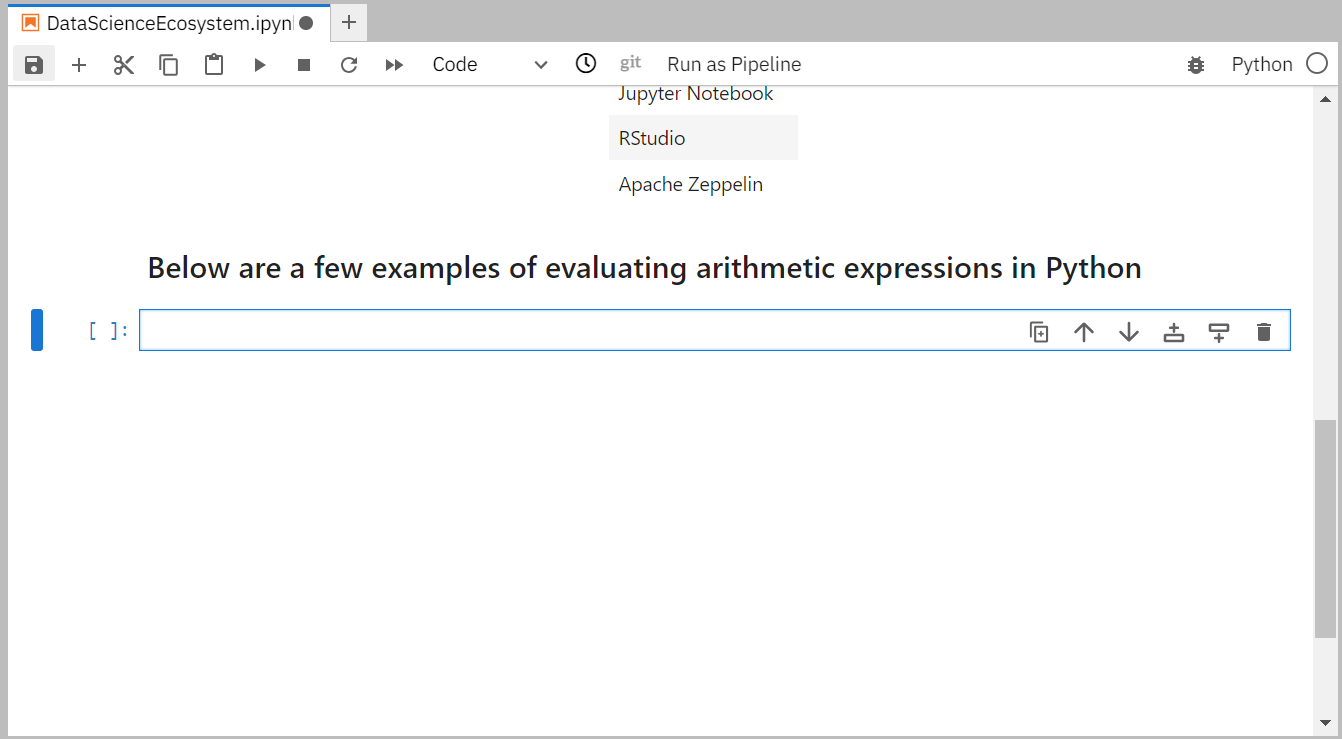 DataScienceEcosystem.ipyn
Code
git
Run as Pipeline
Python
Jupyter Notebook
RStudio
Apache Zeppelin
Below are a few examples of evaluating arithmetic expressions in Python
[ ]: